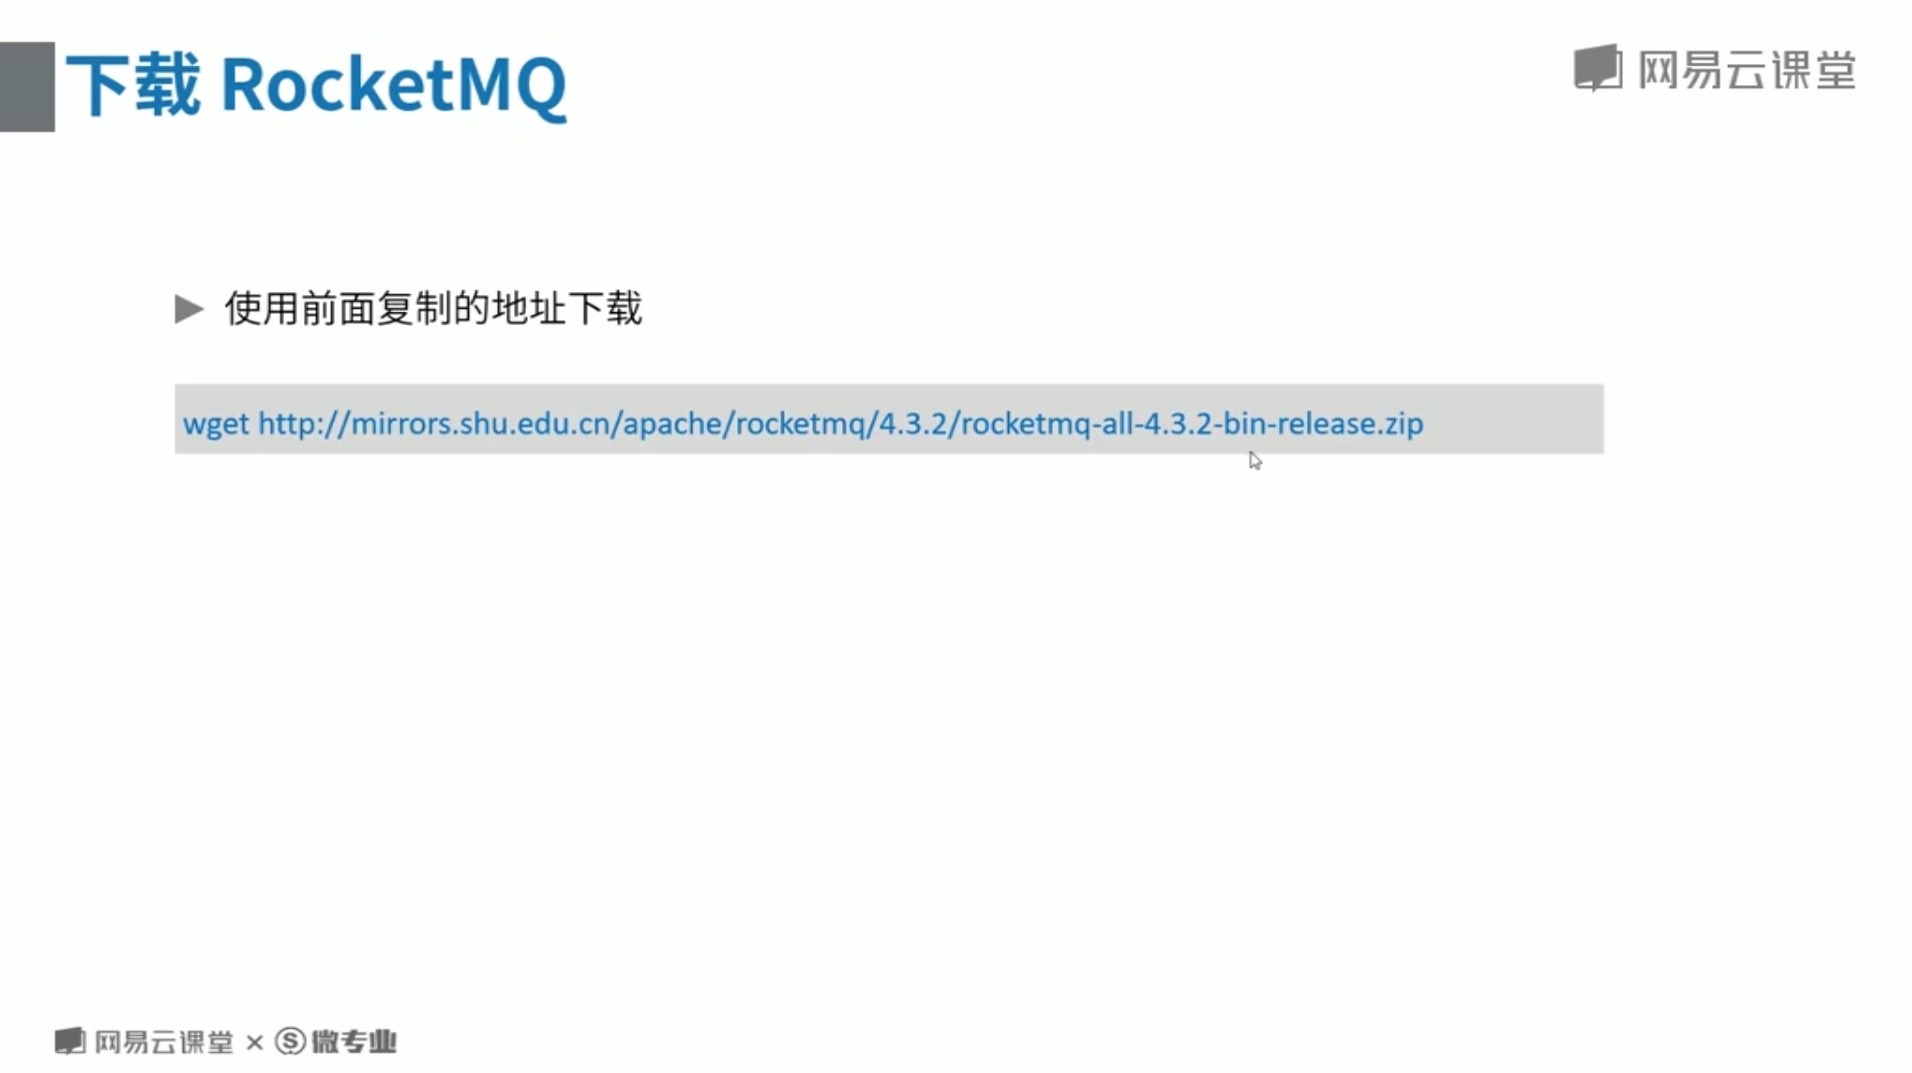 下载 RocketMQ
网易云课堂
使用前面复制的地址下载
wget http://mirrors.shu.edu.cn/apache/rocketmq/4.3.2/rocketmq-all-4.3.2-bin-release.zip
网易云课堂 × Ⓢ微专业